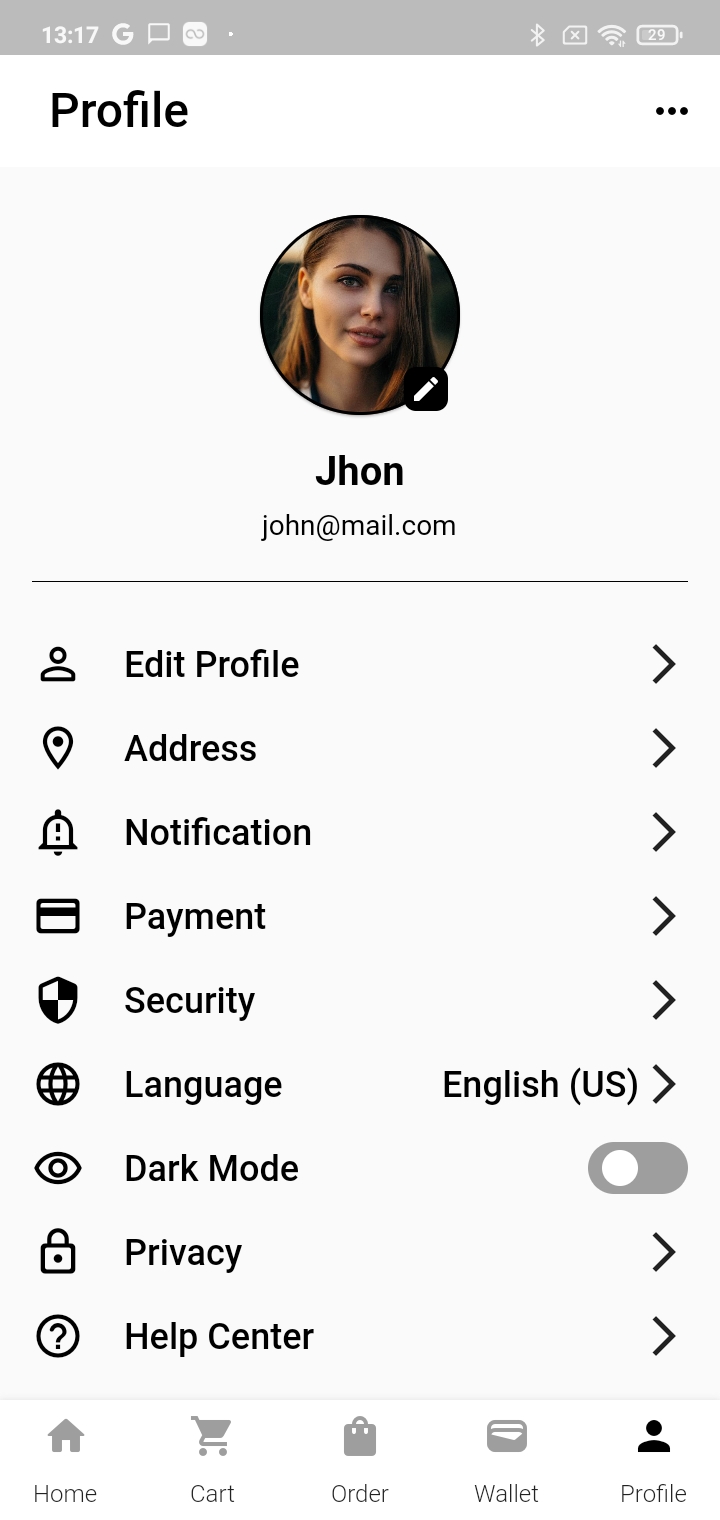 13:17
29
Profile
Jhon
john@mail.com
Edit Profile
Address
Notification
Payment
Security
Language English (US)
Dark Mode
Privacy
Help Center
Home Cart Order Wallet Profile